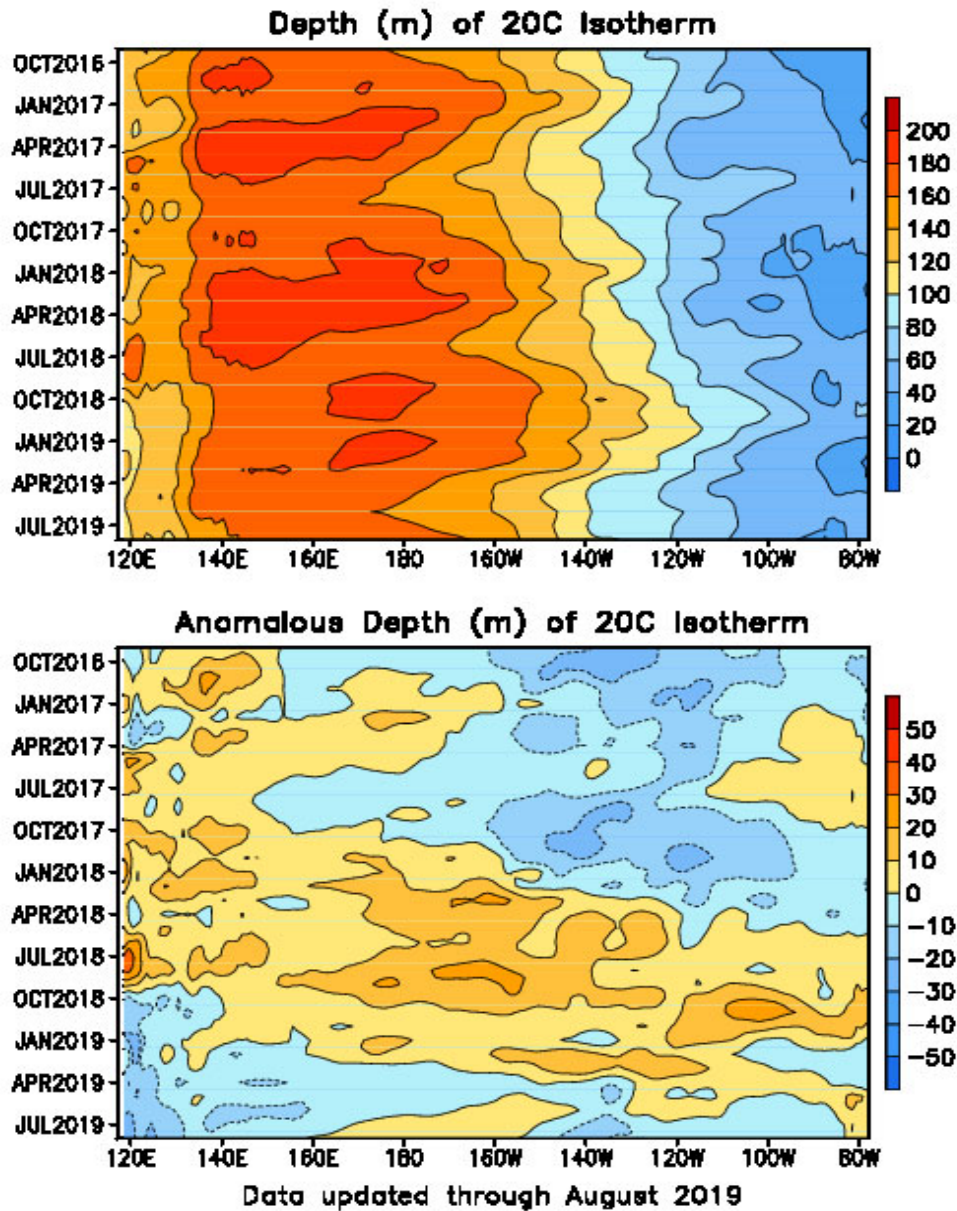 Depth (m) of 20C Isotherm
OCT2016
JAN2017
APR2017
JUL2017
OCT2017
JAN2018
APR2018
JUL2018
OCT2018
JAN2019
APR2019
JUL2019
120E 140E 160E 180 160W 140W 120W 100W 80W
200
180
160
140
120
100
80
60
40
20
0
Anomalous Depth (m) of 20C Isotherm
OCT2016
JAN2017
APR2017
JUL2017
OCT2017
JAN2018
APR2018
JUL2018
OCT2018
JAN2019
APR2019
JUL2019
120E 140E 160E 180 160W 140W 120W 100W 80W
50
40
30
20
10
0
-10
-20
-30
-40
-50
Data updated through August 2019